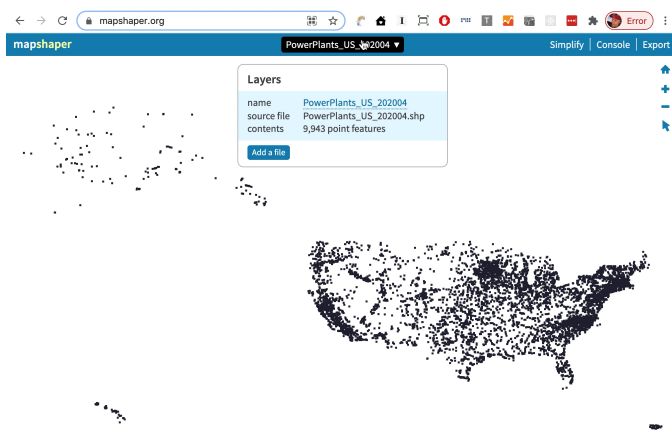 mapshaper.org
Error
mapshaper
PowerPlants_US_202004 ▼
Simplify | Console | Export
Layers
name PowerPlants_US_202004
source file PowerPlants_US_202004.shp
contents 9,943 point features
Add a file